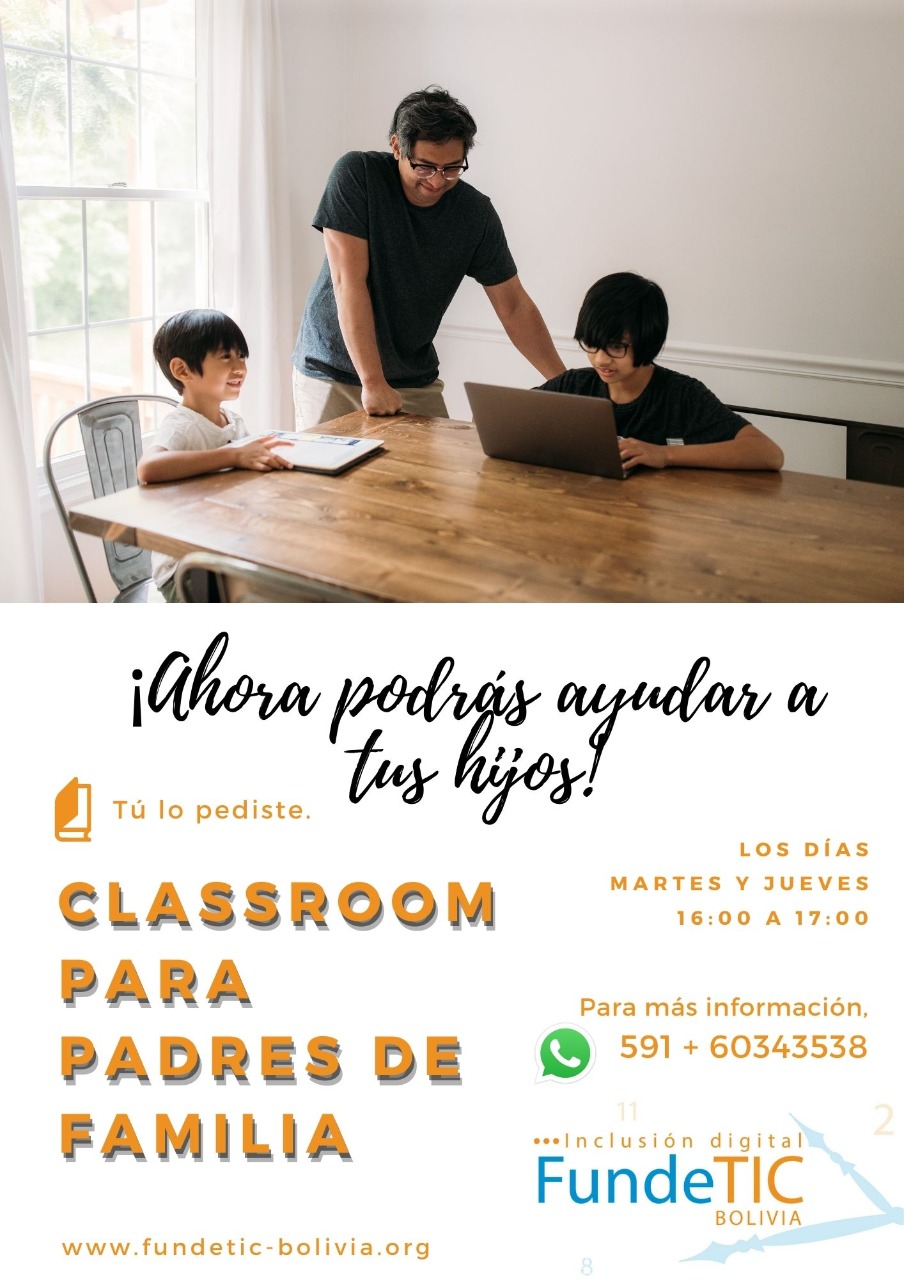 ¡Ahora podrás ayudar a
tus hijos!
Tú lo pediste.
CLASSROOM
PARA
PADRES DE
FAMILIA
LOS DÍAS
MARTES Y JUEVES
16:00 A 17:00
Para más información,
591 + 60343538
11
2
•••Inclusión digital
FundeTIC
BOLIVIA
8
www.fundetic-bolivia.org